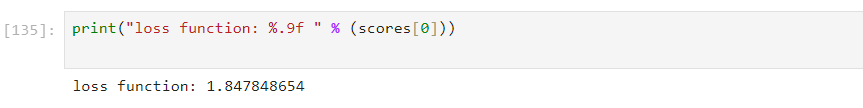 [135]: print("loss function: %.9f " % (scores[0]))
loss function: 1.847848654